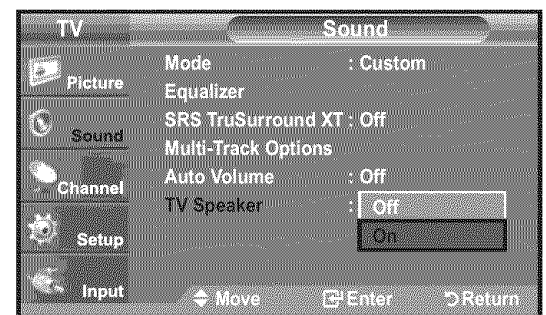 TV Sound
Picture
Sound
Channel
Setup
Input
Mode : Custom
Equalizer
SRS TruSurround XT : Off
Multi-Track Options
Auto Volume : Off
TV Speaker : Off
On
Move Enter Return